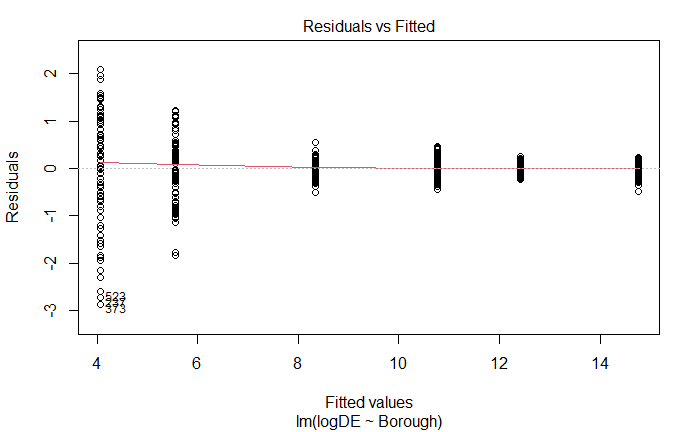 Residuals vs Fitted
Residuals
2
1
0
-1
-2
-3
523
237
373
4 6 8 10 12 14
Fitted values
lm(logDE ~ Borough)